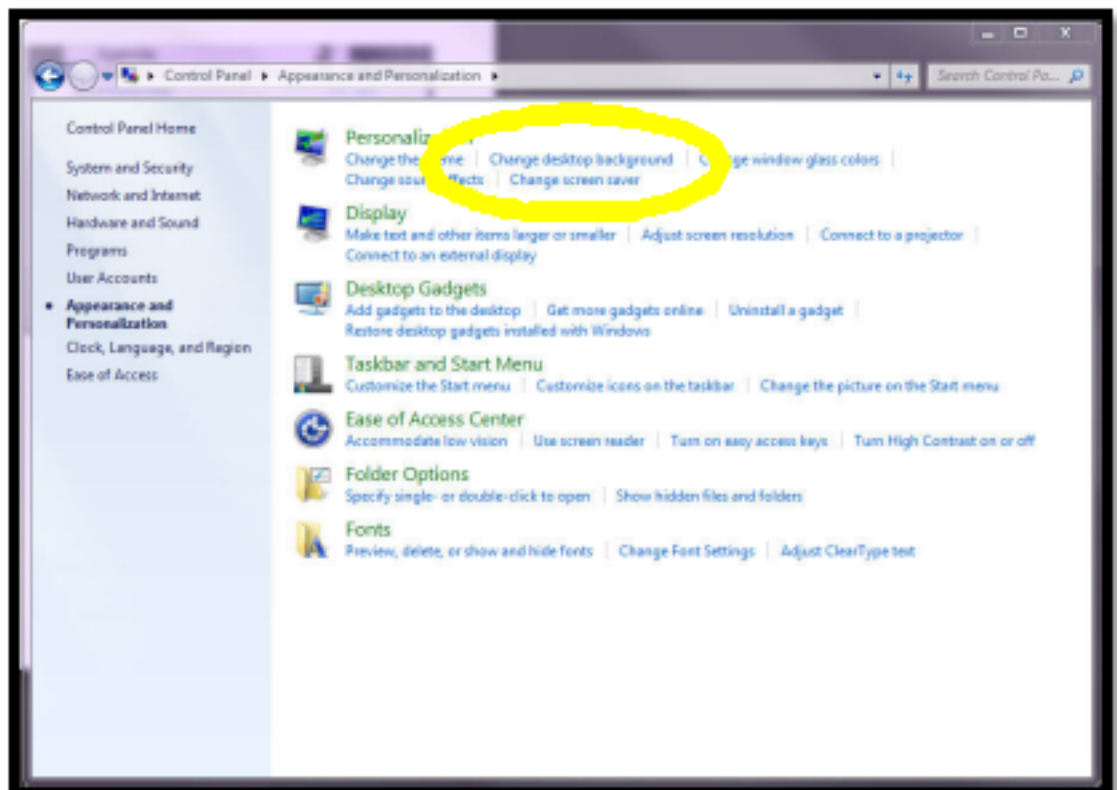 Control Panel ▸ Appearance and Personalization ▸
Search Control Pa...
Control Panel Home
System and Security
Network and Internet
Hardware and Sound
Programs
User Accounts
Appearance and
Personalization
Clock, Language, and Region
Ease of Access
Change the | Change desktop background | window glass colors
Change | Change screen saver
Display
Make text and other items larger or smaller | Adjust screen resolution | Connect to a projector
Connect to an external display
Desktop Gadgets
Add gadgets to the desktop | Get more gadgets online | Uninstall a gadget
Restore desktop gadgets installed with Windows
Taskbar and Start Menu
Customize the Start menu | Customize icons on the taskbar | Change the picture on the Start menu
Ease of Access Center
Accommodate low vision | Use screen reader | Turn on easy access keys | Turn High Contrast on or off
Folder Options
Specify single- or double-click to open | Show hidden files and folders
Fonts
Preview, delete, or show and hide fonts | Change Font Settings | Adjust ClearType text